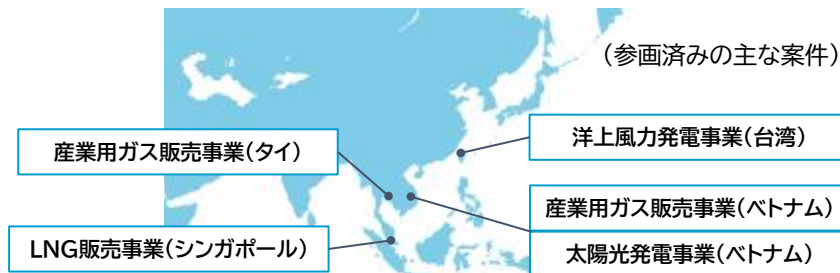 （参画済みの主な案件）
洋上風力発電事業（台湾）
産業用ガス販売事業（タイ）
産業用ガス販売事業（ベトナム）
LNG販売事業（シンガポール）
太陽光発電事業（ベトナム）